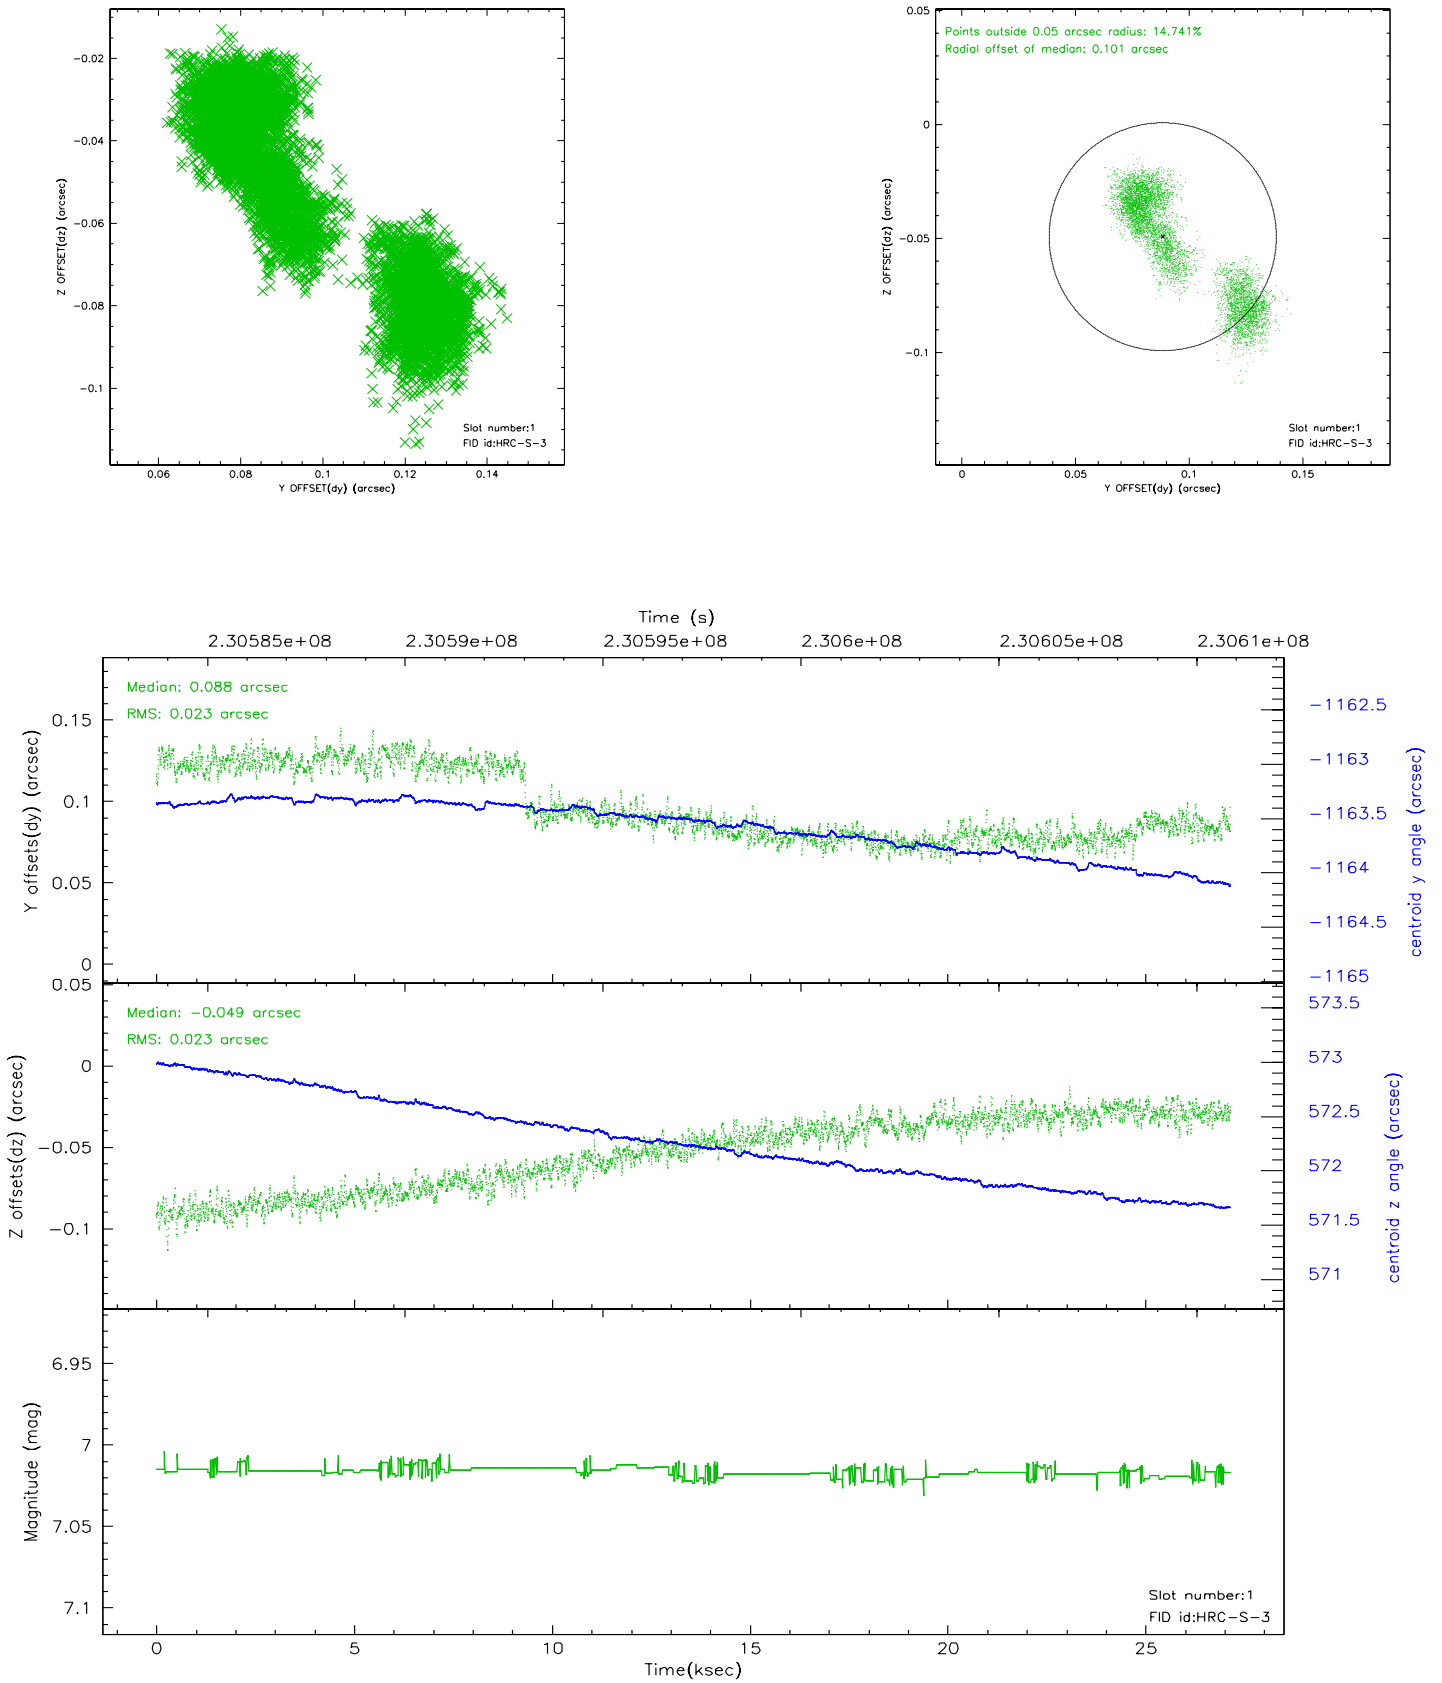 −0.02
−0.04
−0.06
−0.08
−0.1
Z OFFSET(dz) (arcsec)
Slot number:1
FID id:HRC−S−3
0.06 0.08 0.1 0.12 0.14
Y OFFSET(dy) (arcsec)
0.05
Points outside 0.05 arcsec radius: 14.741%
Radial offset of median: 0.101 arcsec
0
−0.05
−0.1
Z OFFSET(dz) (arcsec)
Slot number:1
FID id:HRC−S−3
0 0.05 0.1 0.15
Y OFFSET(dy) (arcsec)
Time (s)
2.30585e+08 2.3059e+08 2.30595e+08 2.306e+08 2.30605e+08 2.3061e+08
Median: 0.088 arcsec
RMS: 0.023 arcsec
0.15
0.1
0.05
0
Y offsets(dy) (arcsec)
−1162.5
−1163
−1163.5
−1164
−1164.5
−1165
centroid y angle (arcsec)
0.05
Median: −0.049 arcsec
RMS: 0.023 arcsec
0
−0.05
−0.1
Z offsets(dz) (arcsec)
573.5
573
572.5
572
571.5
571
centroid z angle (arcsec)
6.95
7
7.05
7.1
Magnitude (mag)
Slot number:1
FID id:HRC−S−3
0 5 10 15 20 25
Time(ksec)